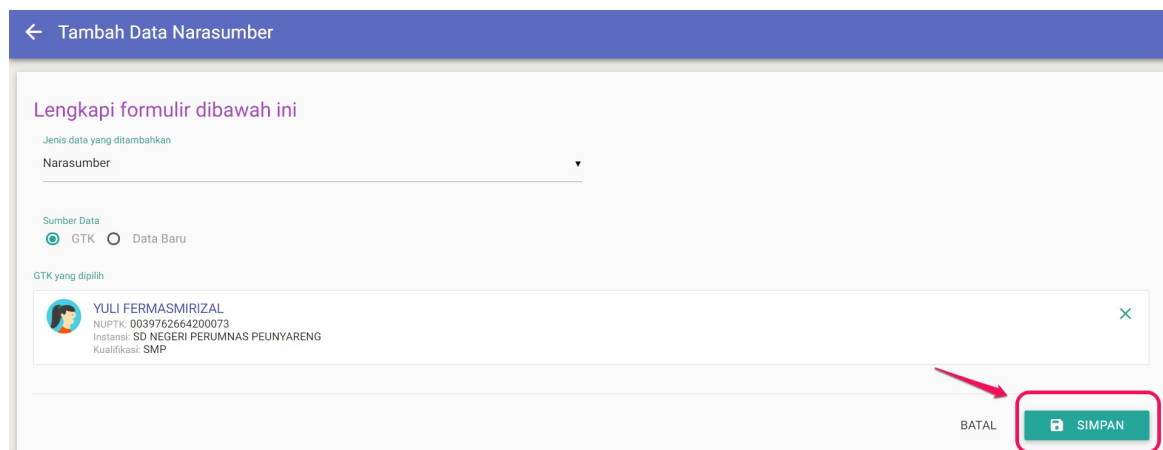 Tambah Data Narasumber
Lengkapi formulir dibawah ini
Jenis data yang ditambahkan
Narasumber
Sumber Data
GTK Data Baru
GTK yang dipilih
YULI FERMASMIRIZAL
NUPTK: 0039762664200073
Instansi: SD NEGERI PERUMNAS PEUNYARENG
Kualifikasi: SMP
BATAL SIMPAN